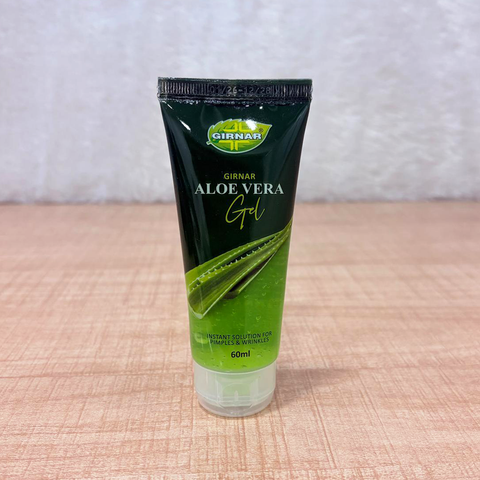 GIRNAR®
GIRNAR
ALOE VERA
Gel
INSTANT SOLUTION FOR
PIMPLES & WRINKLES
60ml